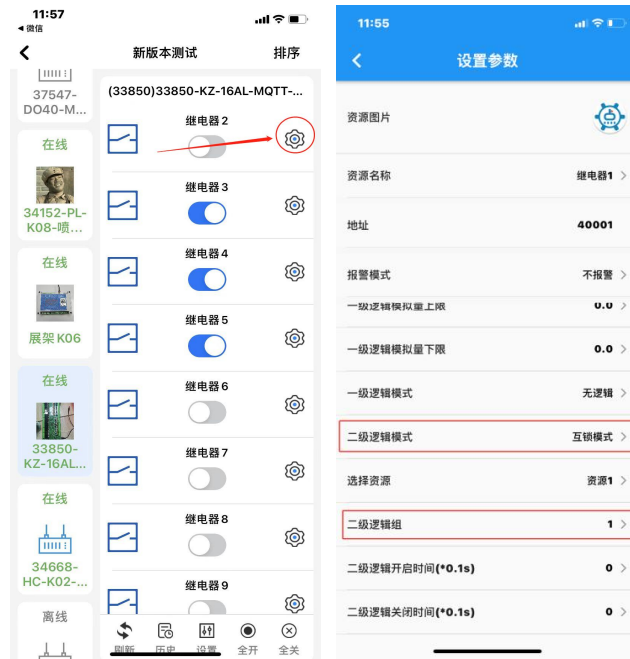 11:57
◀ 微信
新版本测试
排序
37547-
DO40-M...
在线
34152-PL-
K08-喷...
在线
展架 K06
在线
33850-
KZ-16AL...
在线
34668-
HC-K02-...
离线
(33850)33850-KZ-16AL-MQTT-...
继电器 2
继电器 3
继电器 4
继电器 5
继电器 6
继电器 7
继电器 8
继电器 9
刷新
历史
设置
全开
全关
11:55
设置参数
资源图片
资源名称
继电器1
地址
40001
报警模式
不报警
一级逻辑模拟量上限
0.0
一级逻辑模拟量下限
0.0
一级逻辑模式
无逻辑
二级逻辑模式
互锁模式
选择资源
资源1
二级逻辑组
1
二级逻辑开启时间(*0.1s)
0
二级逻辑关闭时间(*0.1s)
0